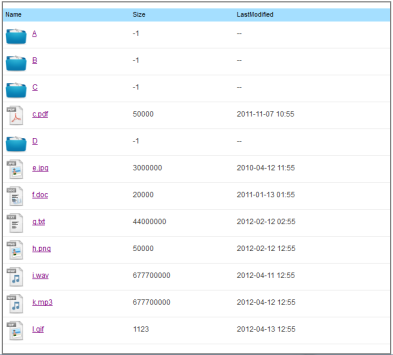 Name Size LastModified
A -1 --
B -1 --
C -1 --
c.pdf 50000 2011-11-07 10:55
D -1 --
e.jpg 3000000 2010-04-12 11:55
f.doc 20000 2011-01-13 01:55
g.txt 44000000 2012-02-12 02:55
h.png 50000 2012-02-12 12:55
i.wav 677700000 2012-04-11 12:55
k.mp3 677700000 2012-04-12 12:55
l.gif 1123 2012-04-13 12:55